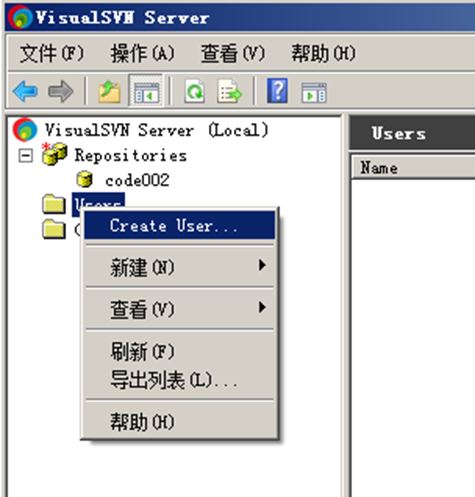 VisualSVN Server
文件(F) 操作(A) 查看(V) 帮助(H)
VisualSVN Server (Local)
Repositories
code002
Users
Create User...
新建(N)
查看(V)
刷新(F)
导出列表(L)...
帮助(H)
Users
Name